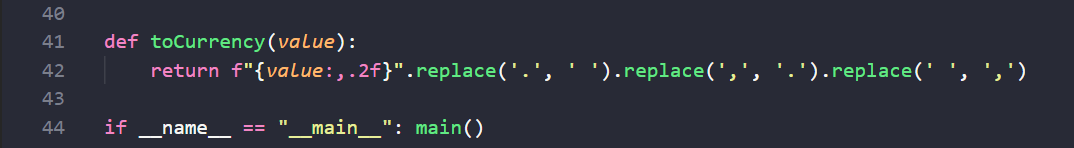 40
41 def toCurrency(value):
42     return f"{value:,.2f}".replace('.', ' ').replace(',', '.').replace(' ', ',')
43
44 if __name__ == "__main__": main()